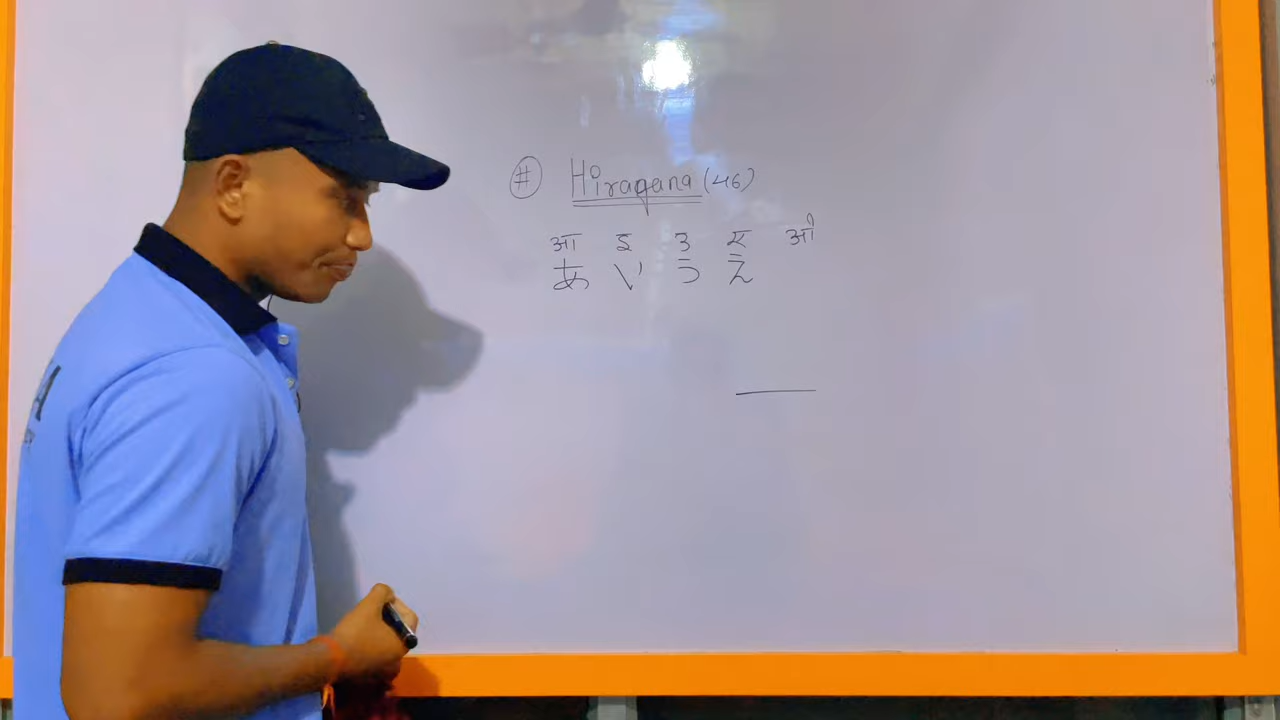 # Hiragana (46)
आ इ उ ए ओ
あ い う え